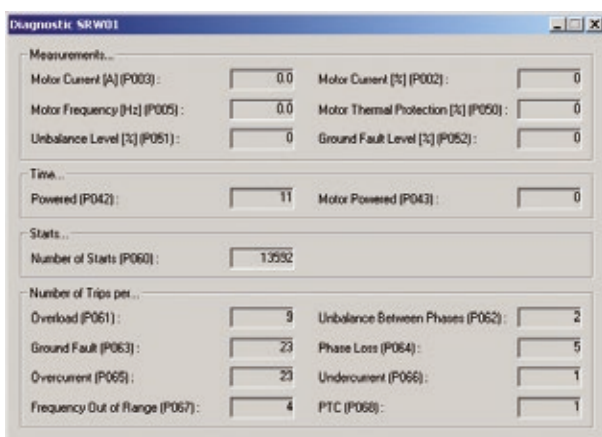 Diagnostic SRW01
Measurements...
Motor Current [A] (P003) : 0.0 Motor Current [%] (P002) : 0
Motor Frequency [Hz] (P005) : 0.0 Motor Thermal Protection [%] (P050) : 0
Unbalance Level [%] (P051) : 0 Ground Fault Level [%] (P052) : 0
Time...
Powered (P042) : 11 Motor Powered (P043) : 0
Starts...
Number of Starts (P060) : 13592
Number of Trips per...
Overload (P061) : 9 Unbalance Between Phases (P062) : 2
Ground Fault (P063) : 23 Phase Loss (P064) : 5
Overcurrent (P065) : 23 Undercurrent (P066) : 1
Frequency Out of Range (P067) : 4 PTC (P068) : 1